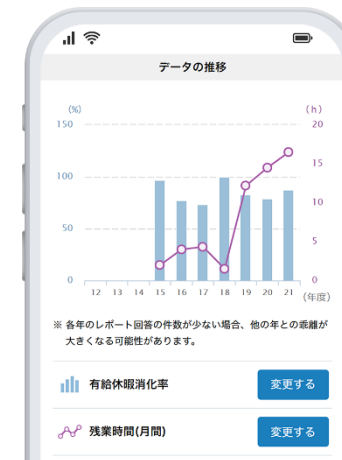 データの推移
(%)
(h)
150
20
15
100
10
50
5
0
0
12 13 14 15 16 17 18 19 20 21
(年度)
※ 各年のレポート回答の件数が少ない場合、他の年との乖離が
大きくなる可能性があります。
有給休暇消化率
変更する
残業時間(月間)
変更する